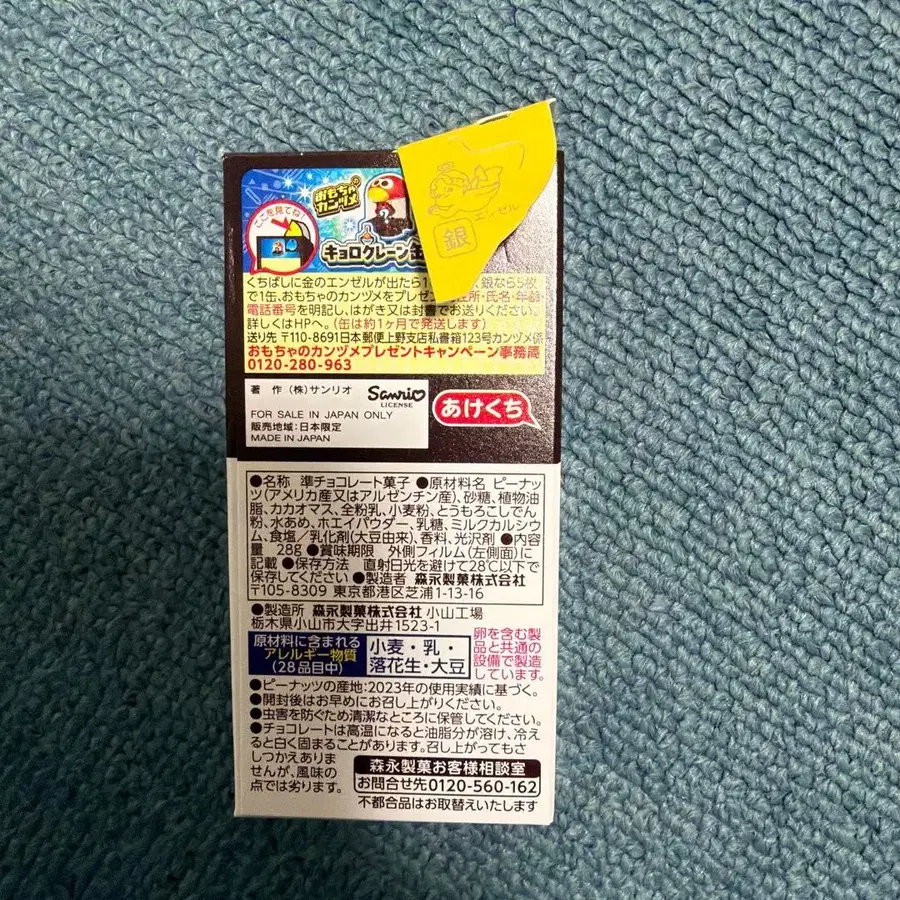 おもちゃ
カンヅメ
ここを見てね!
キョロクレーン缶
エンゼル
銀
くちばしに金のエンゼルが出たら1、銀なら5枚
で1缶、おもちゃのカンヅメをプレゼ 住所・氏名・年齢・
電話番号を明記し、はがき又は封書でお送りください。
詳しくはHPへ。(缶は約1ヶ月で発送します)
送り先 〒110-8691日本郵便上野支店私書箱123号カンヅメ係
おもちゃのカンヅメプレゼントキャンペーン事務局
0120-280-963
著 作 (株)サンリオ Sanrio
LICENSE
FOR SALE IN JAPAN ONLY
販売地域:日本限定
MADE IN JAPAN
あけくち
●名称 準チョコレート菓子 ●原材料名 ピーナッ
ツ(アメリカ産又はアルゼンチン産)、砂糖、植物油
脂、カカオマス、全粉乳、小麦粉、とうもろこしでん
粉、水あめ、ホエイパウダー、乳糖、ミルクカルシウ
ム、食塩/乳化剤(大豆由来)、香料、光沢剤 ●内容
量 28g ●賞味期限 外側フィルム(左側面)に
記載 ●保存方法 直射日光を避けて28℃以下で
保存してください ●製造者 森永製菓株式会社
〒105-8309 東京都港区芝浦1-13-16
●製造所 森永製菓株式会社 小山工場
栃木県小山市大字出井1523-1
原材料に含まれる
アレルギー物質
(28品目中)
小麦・乳・
落花生・大豆
卵を含む製
品と共通の
設備で製造
しています。
●ピーナッツの産地:2023年の使用実績に基づく。
●開封後はお早めにお召し上がりください。
●虫害を防ぐため清潔なところに保管してください。
●チョコレートは高温になると油脂分が溶け、冷え
ると白く固まることがあります。召し上がってもさ
しつかえありま
せんが、風味の
点では劣ります。
森永製菓お客様相談室
お問合せ先0120-560-162
不都合品はお取替えいたします